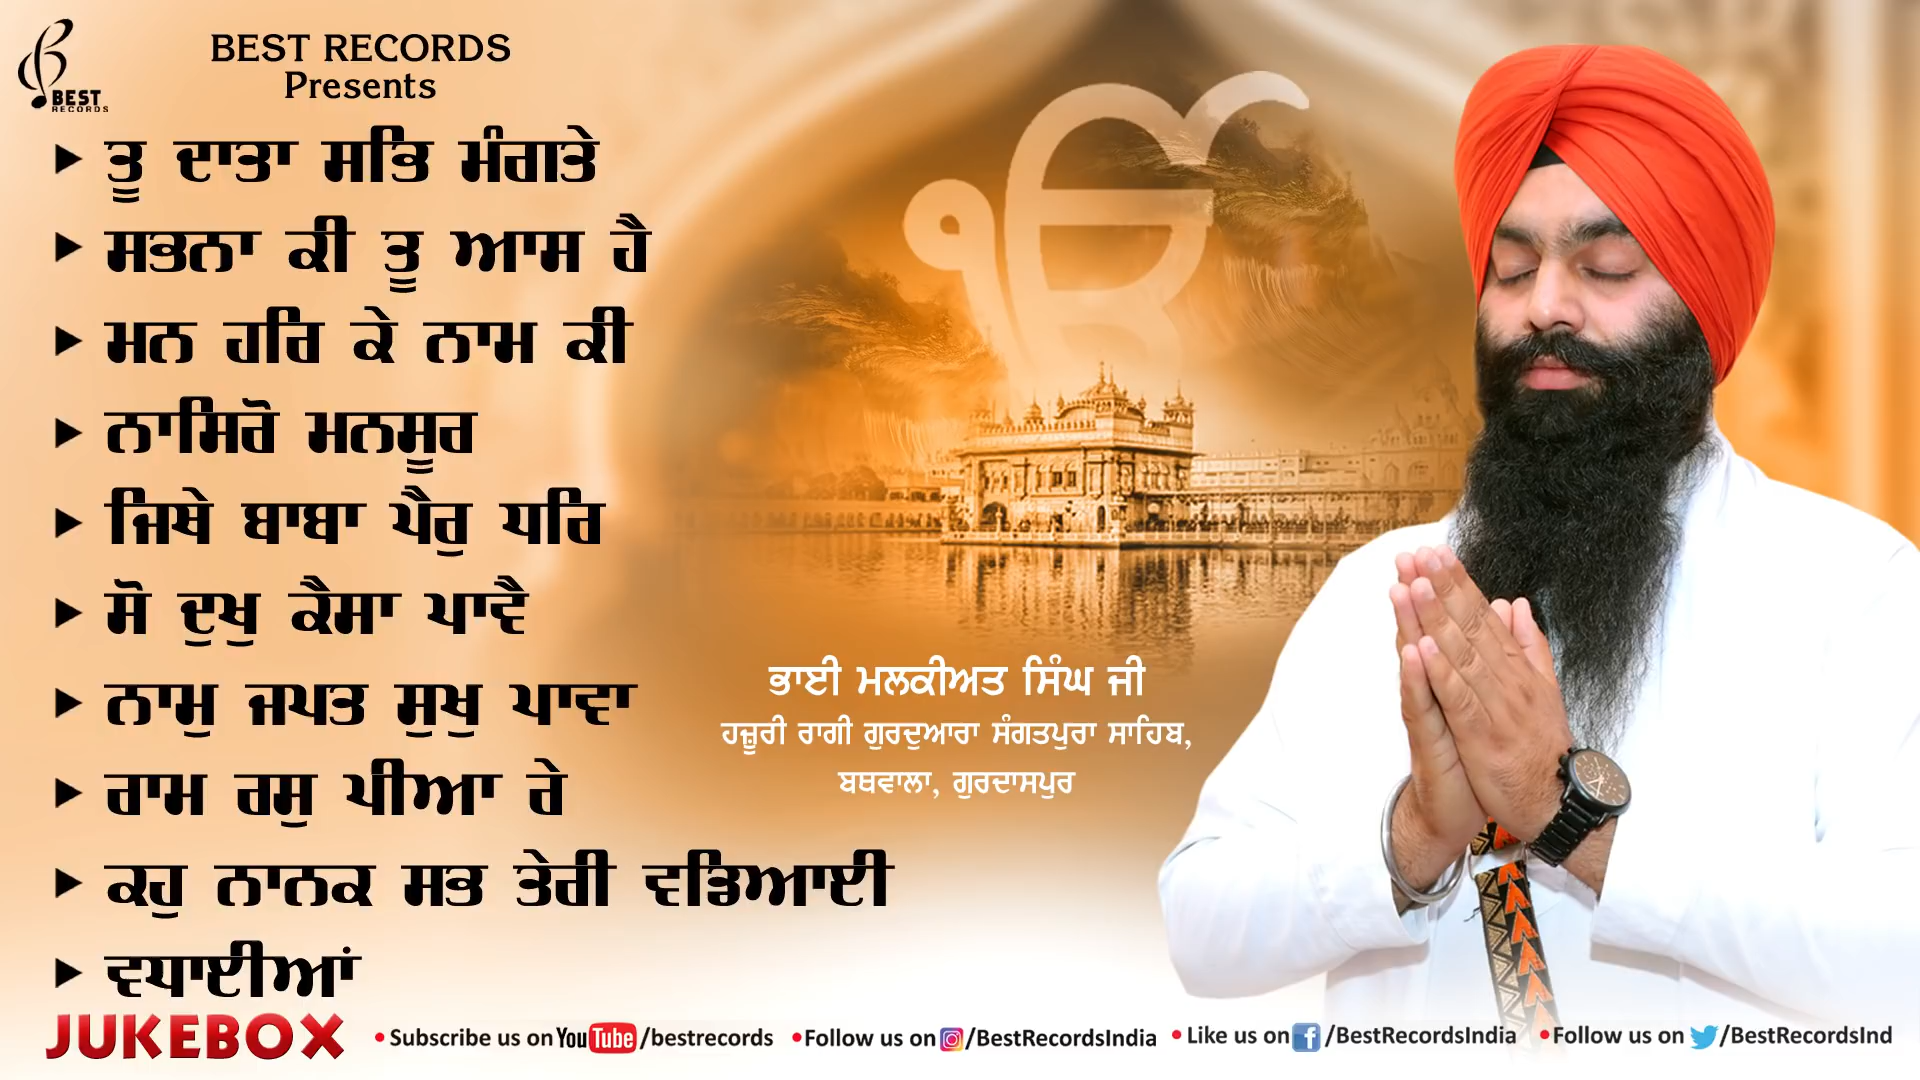 BEST
RECORDS
BEST RECORDS
Presents
ਤੂ ਦਾਤਾ ਸਭਿ ਮੰਗਤੇ
ਸਭਨਾ ਕੀ ਤੂ ਆਸ ਹੈ
ਮਨ ਹਰਿ ਕੇ ਨਾਮ ਕੀ
ਨਾਸਿਰੋ ਮਨਸੂਰ
ਜਿਥੇ ਬਾਬਾ ਪੈਰੁ ਧਰਿ
ਸੋ ਦੁਖੁ ਕੈਸਾ ਪਾਵੈ
ਨਾਮੁ ਜਪਤ ਸੁਖੁ ਪਾਵਾ
ਰਾਮ ਰਸੁ ਪੀਆ ਰੇ
ਕਹੁ ਨਾਨਕ ਸਭ ਤੇਰੀ ਵਡਿਆਈ
ਵਧਾਈਆਂ
ੴ
ਭਾਈ ਮਲਕੀਅਤ ਸਿੰਘ ਜੀ
ਹਜ਼ੂਰੀ ਰਾਗੀ ਗੁਰਦੁਆਰਾ ਸੰਗਤਪੁਰਾ ਸਾਹਿਬ,
ਬਥਵਾਲਾ, ਗੁਰਦਾਸਪੁਰ
JUKEBOX
•Subscribe us on YouTube/bestrecords •Follow us on /BestRecordsIndia •Like us on f/BestRecordsIndia •Follow us on /BestRecordsInd